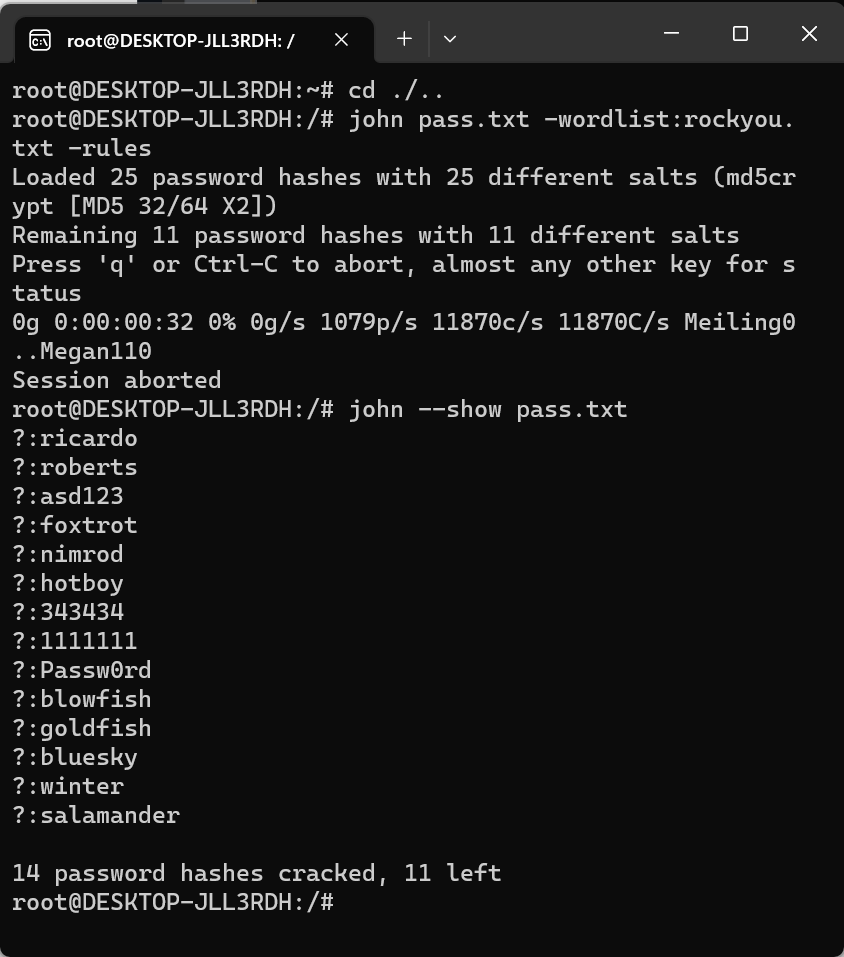 root@DESKTOP-JLL3RDH: /
root@DESKTOP-JLL3RDH:~# cd ./..
root@DESKTOP-JLL3RDH:/# john pass.txt -wordlist:rockyou.
txt -rules
Loaded 25 password hashes with 25 different salts (md5cr
ypt [MD5 32/64 X2])
Remaining 11 password hashes with 11 different salts
Press 'q' or Ctrl-C to abort, almost any other key for s
tatus
0g 0:00:00:32 0% 0g/s 1079p/s 11870c/s 11870C/s Meiling0
..Megan110
Session aborted
root@DESKTOP-JLL3RDH:/# john --show pass.txt
?:ricardo
?:roberts
?:asd123
?:foxtrot
?:nimrod
?:hotboy
?:343434
?:1111111
?:Passw0rd
?:blowfish
?:goldfish
?:bluesky
?:winter
?:salamander

14 password hashes cracked, 11 left
root@DESKTOP-JLL3RDH:/#